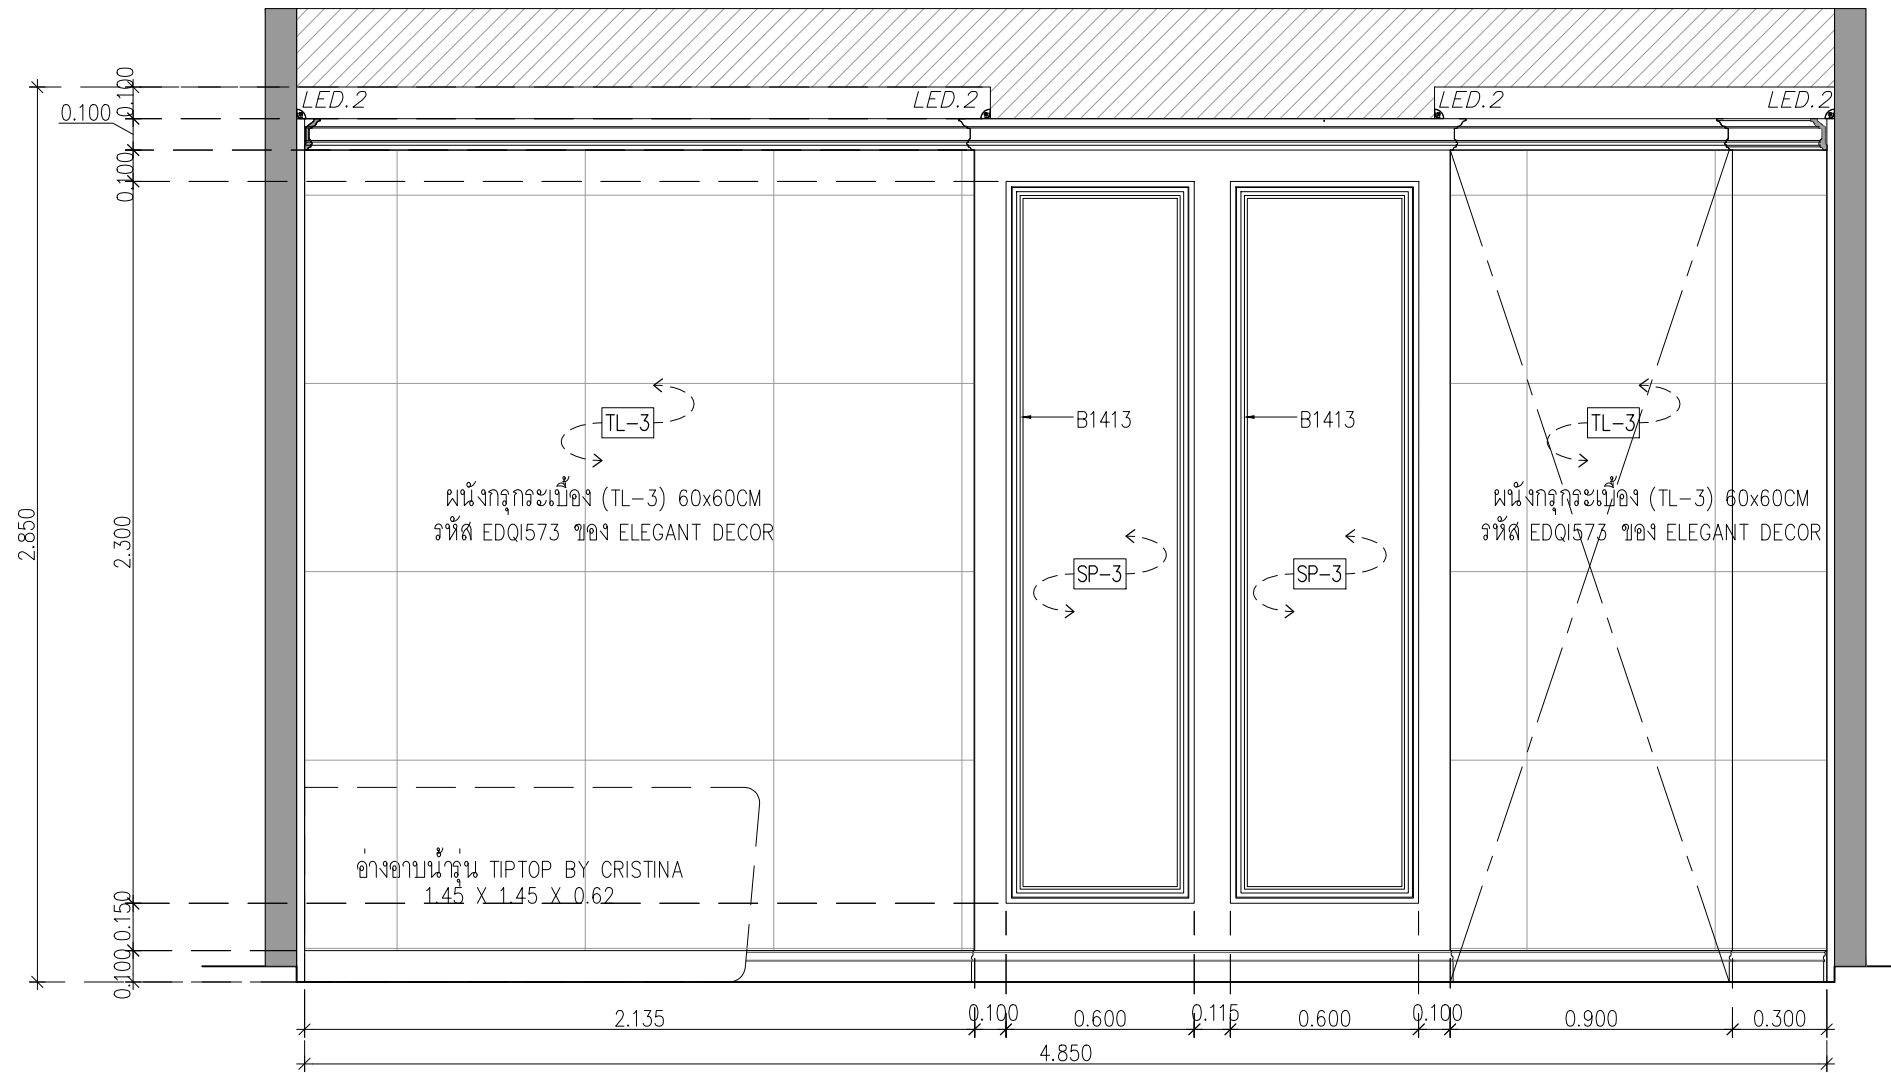 LED.2
LED.2
LED.2
LED.2
0.100
0.100
0.100
2.850
2.300
0.150
0.100
TL-3
ผนังกรุกระเบื้อง (TL-3) 60x60CM
รหัส EDQI573 ของ ELEGANT DECOR
B1413
B1413
SP-3
SP-3
TL-3
ผนังกรุกระเบื้อง (TL-3) 60x60CM
รหัส EDQI573 ของ ELEGANT DECOR
อ่างอาบน้ำรุ่น TIPTOP BY CRISTINA
1.45 X 1.45 X 0.62
2.135
0.100
0.600
0.115
0.600
0.100
0.900
0.300
4.850